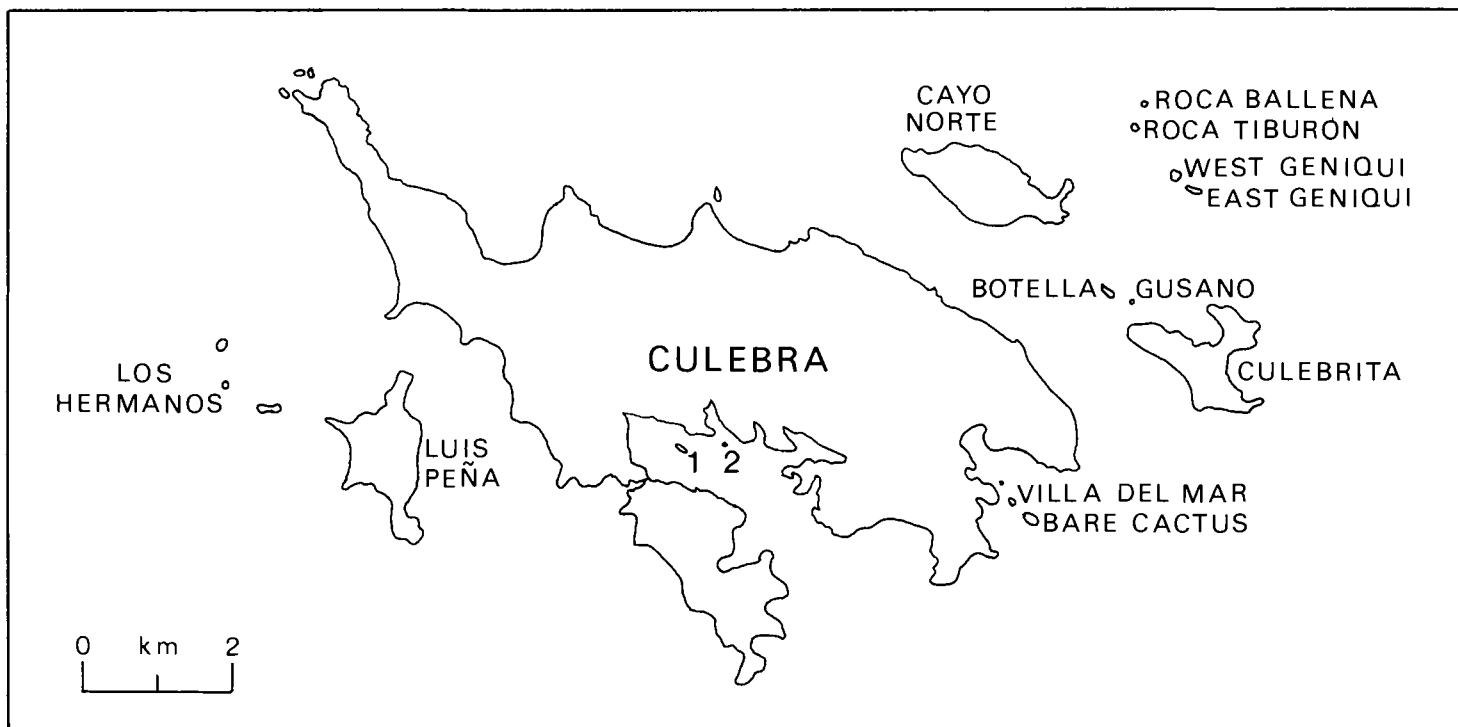 CAYO
NORTE
ROCA BALLENA
ROCA TIBURÓN
WEST GENIQUI
EAST GENIQUI
BOTELLA
GUSANO
CULEBRITA
CULEBRA
LOS
HERMANOS
LUIS
PEÑA
1 2
VILLA DEL MAR
BARE CACTUS
0 km 2